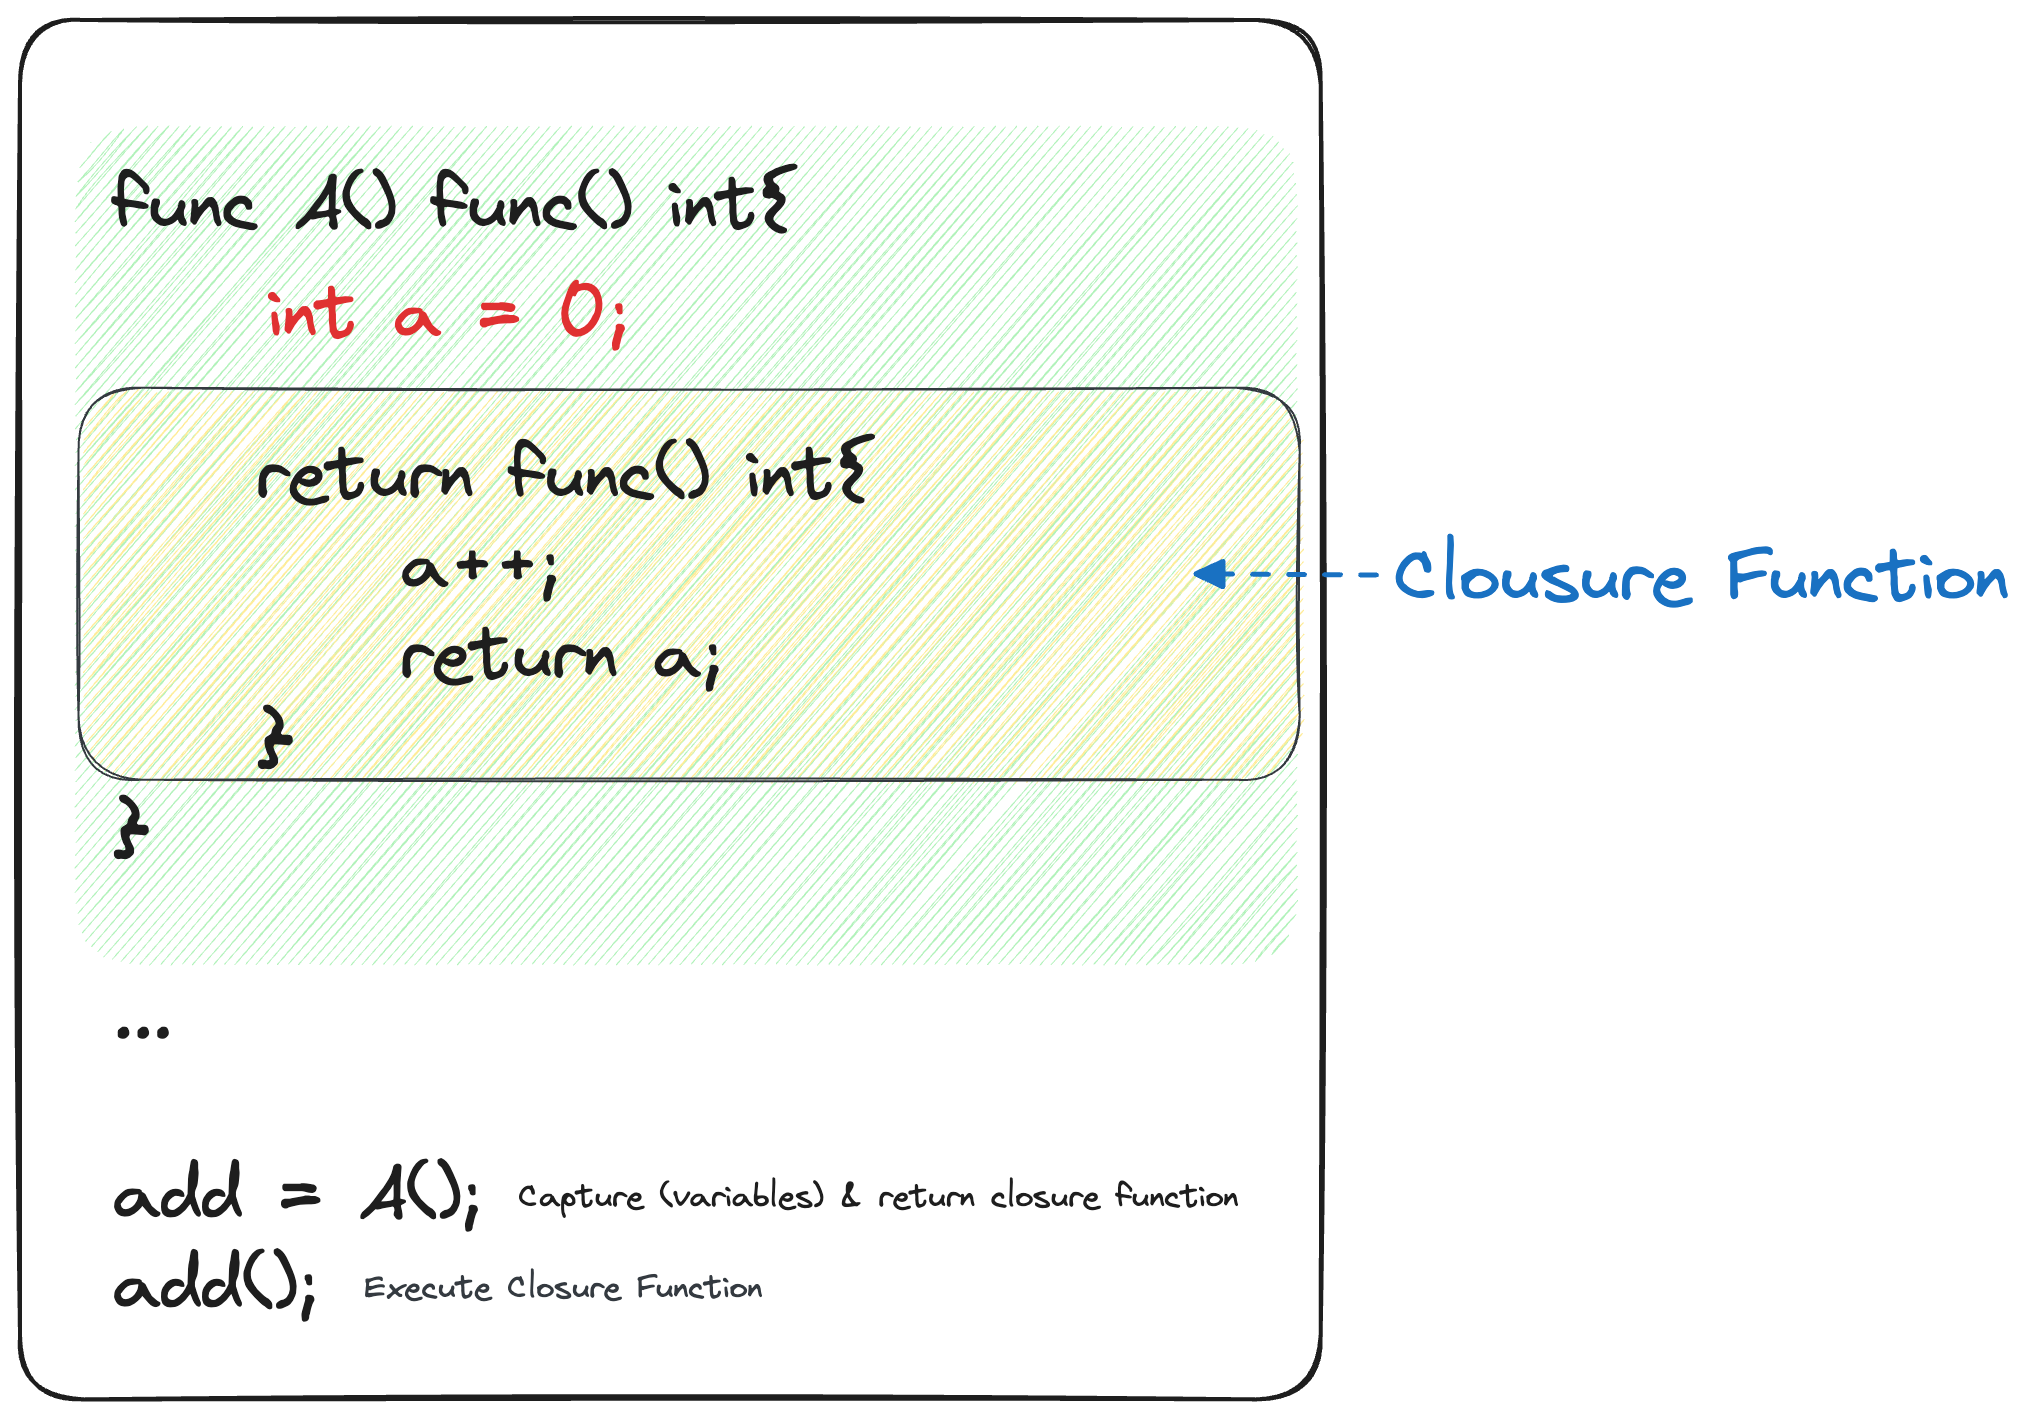 func A() func() int{
int a = 0;
return func() int{
a++;
return a;
}
}
Clousure Function
...
add = A(); Capture (variables) & return closure function
add(); Execute Closure Function